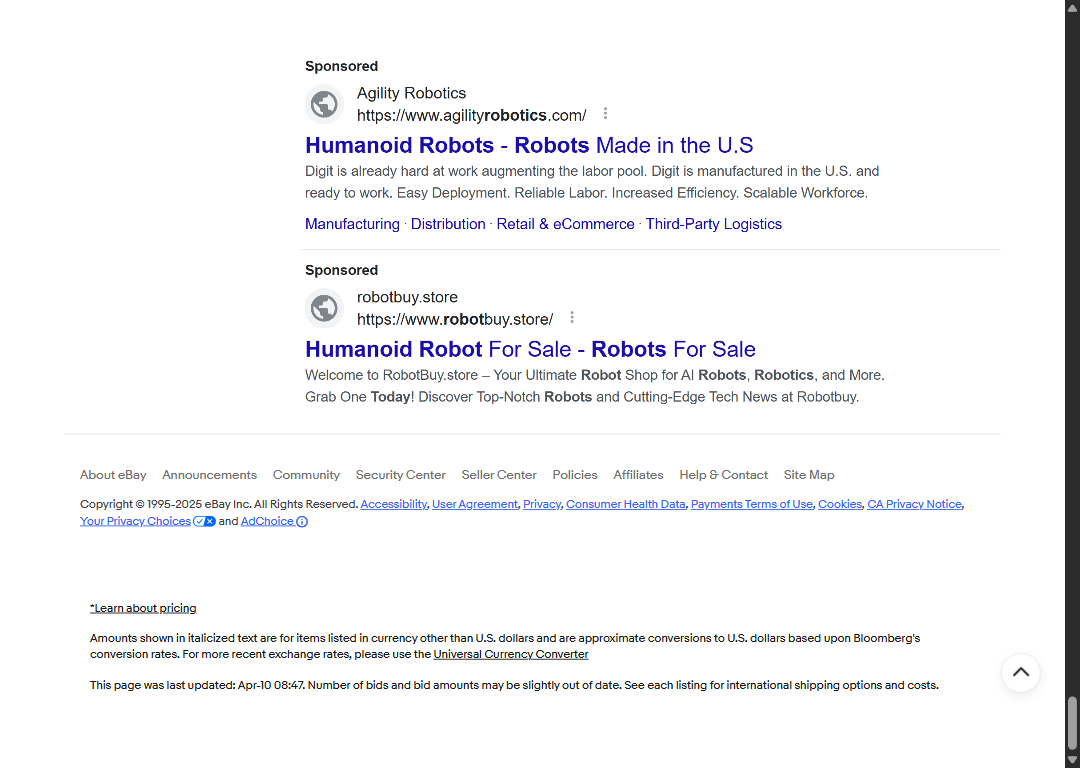 Sponsored
Agility Robotics
https://www.agilityrobotics.com/
Humanoid Robots - Robots Made in the U.S
Digit is already hard at work augmenting the labor pool. Digit is manufactured in the U.S. and
ready to work. Easy Deployment. Reliable Labor. Increased Efficiency. Scalable Workforce.
Manufacturing · Distribution · Retail & eCommerce · Third-Party Logistics
Sponsored
robotbuy.store
https://www.robotbuy.store/
Humanoid Robot For Sale - Robots For Sale
Welcome to RobotBuy.store – Your Ultimate Robot Shop for AI Robots, Robotics, and More.
Grab One Today! Discover Top-Notch Robots and Cutting-Edge Tech News at Robotbuy.
About eBay Announcements Community Security Center Seller Center Policies Affiliates Help & Contact Site Map
Copyright © 1995-2025 eBay Inc. All Rights Reserved. Accessibility, User Agreement, Privacy, Consumer Health Data, Payments Terms of Use, Cookies, CA Privacy Notice,
Your Privacy Choices and AdChoice
*Learn about pricing
Amounts shown in italicized text are for items listed in currency other than U.S. dollars and are approximate conversions to U.S. dollars based upon Bloomberg's
conversion rates. For more recent exchange rates, please use the Universal Currency Converter
This page was last updated: Apr-10 08:47. Number of bids and bid amounts may be slightly out of date. See each listing for international shipping options and costs.